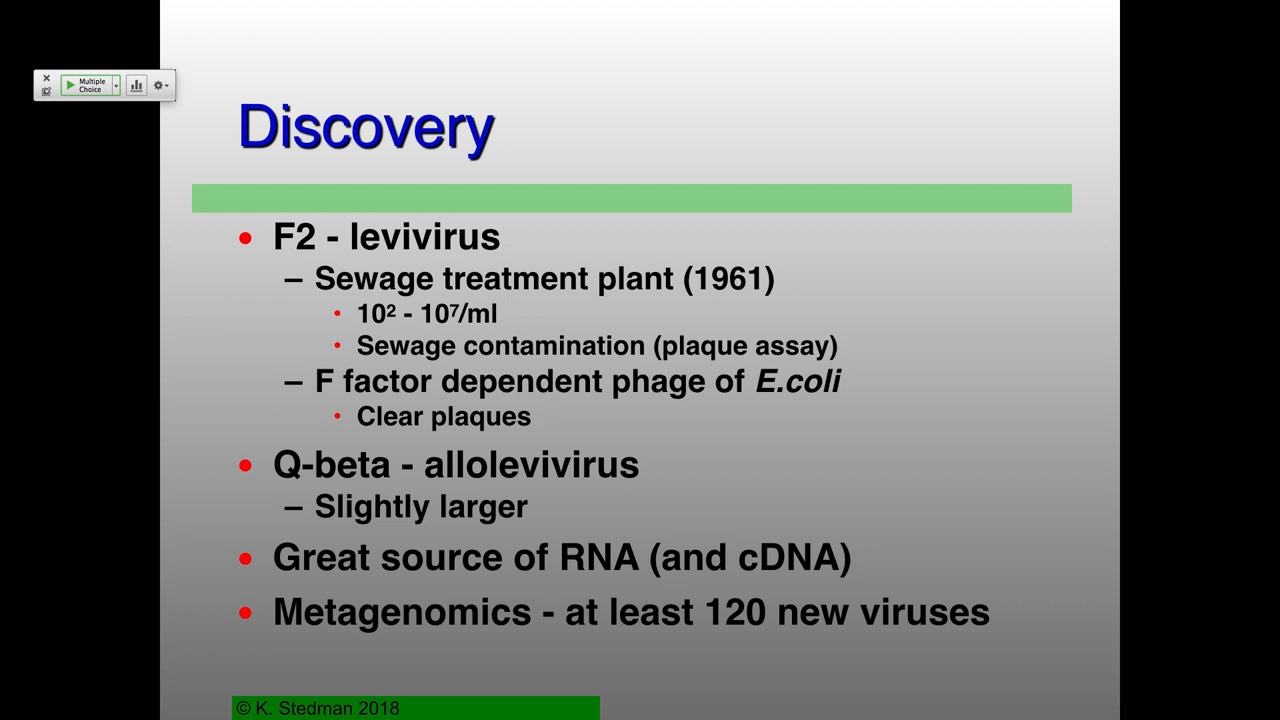 Multiple
Choice
Discovery
• F2 - levivirus
– Sewage treatment plant (1961)
• 10² - 10⁷/ml
• Sewage contamination (plaque assay)
– F factor dependent phage of E.coli
• Clear plaques
• Q-beta - allolevivirus
– Slightly larger
• Great source of RNA (and cDNA)
• Metagenomics - at least 120 new viruses
© K. Stedman 2018